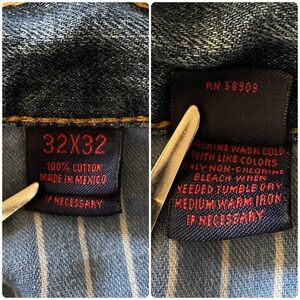 32X32
100% COTTON
MADE IN MEXICO
IF NECESSARY
RN 58909
MACHINE WASH COLD
WITH LIKE COLORS
ONLY NON-CHLORINE
BLEACH WHEN
NEEDED TUMBLE DRY
MEDIUM WARM IRON
IF NECESSARY